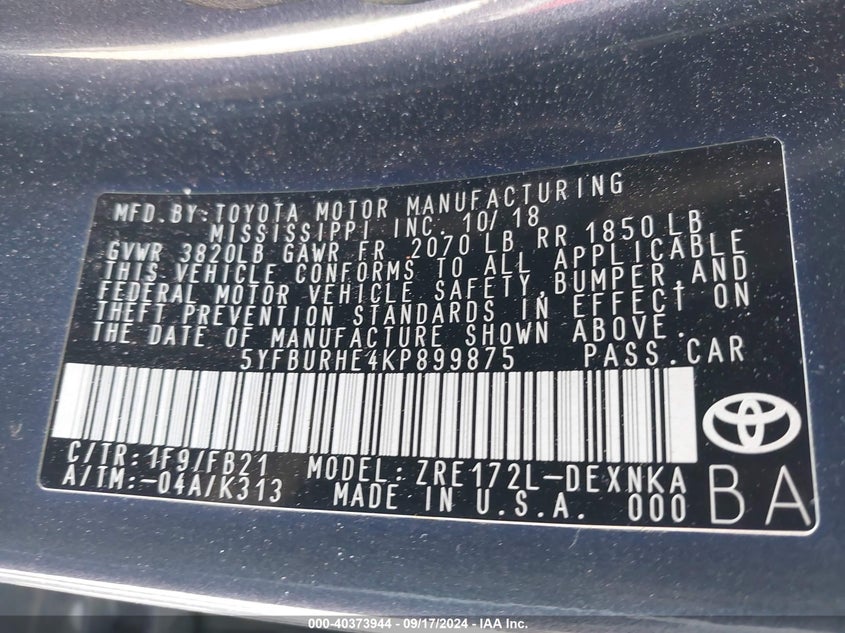 MFD. BY: TOYOTA MOTOR MANUFACTURING
MISSISSIPPI INC. 10/18
GVWR 3820LB GAWR FR 2070 LB RR 1850 LB
THIS VEHICLE CONFORMS TO ALL APPLICABLE
FEDERAL MOTOR VEHICLE SAFETY, BUMPER, AND
THEFT PREVENTION STANDARDS IN EFFECT ON
THE DATE OF MANUFACTURE SHOWN ABOVE.
5YFBURHE4KP899875 PASS. CAR
C/TR: 1F9/FB21 MODEL: ZRE172L-DEXNKA
A/TM: -04A/K313 MADE IN U.S.A. 000
BA
000-40373944 - 09/17/2024 - IAA Inc.